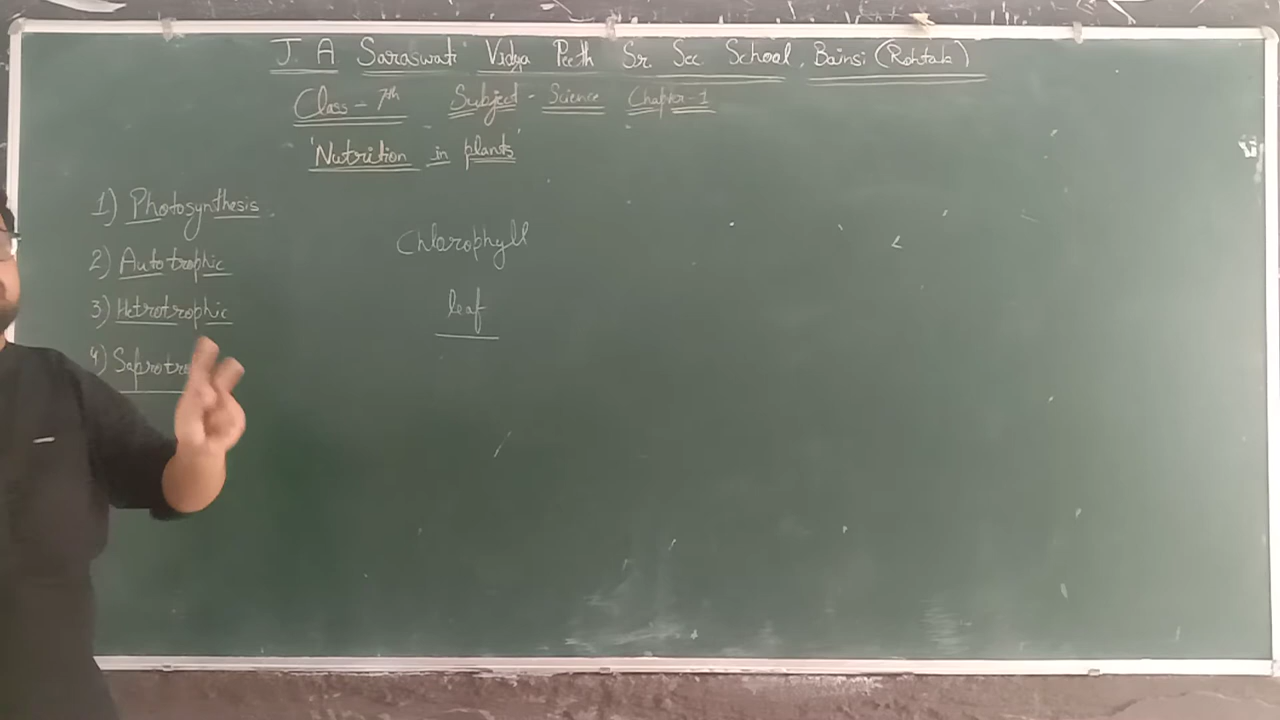 J. A Saraswati Vidya Peeth Sr. Sec. School, Bainsi (Rohtak)
Class - 7th Subject - Science Chapter-1
'Nutrition in plants'
1) Photosynthesis
2) Autotrophic
3) Hetrotrophic
4)
Chlorophyll
leaf